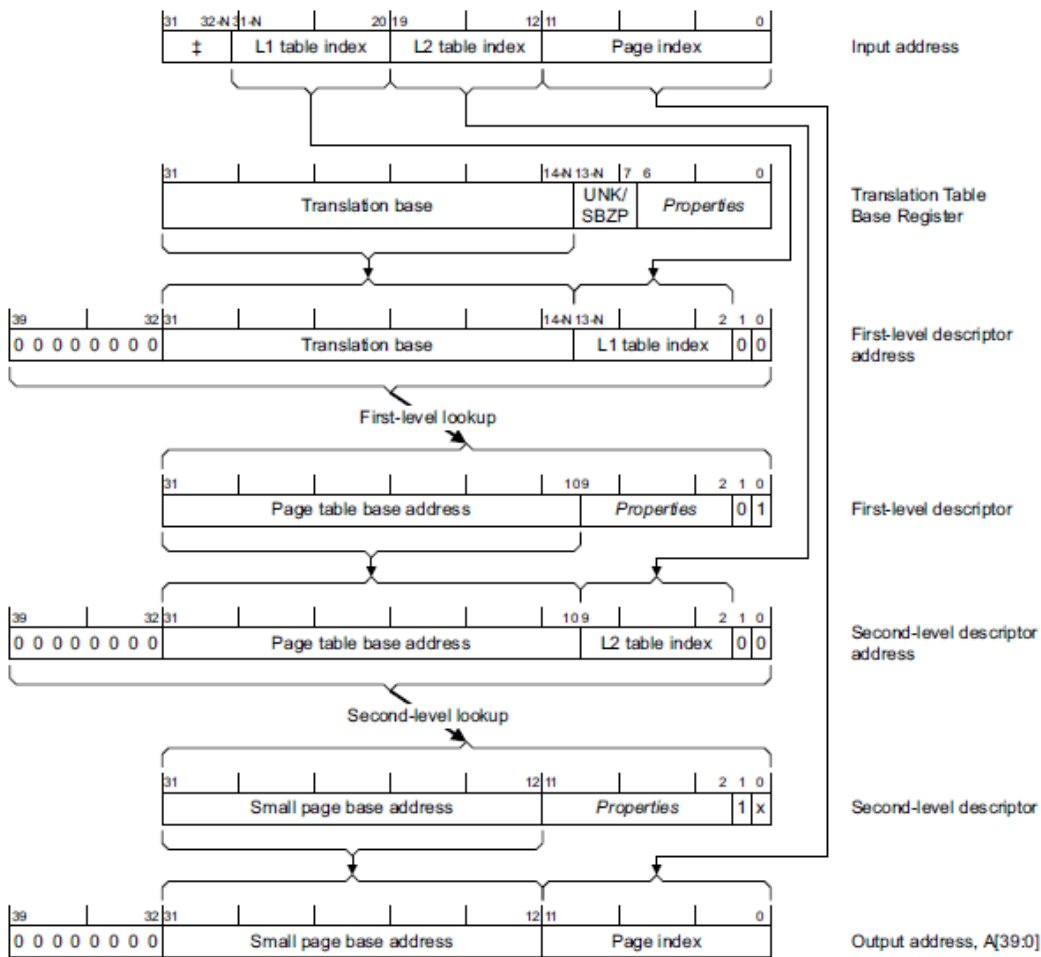 31 32-N 31-N 20 19 12 11 0
‡ L1 table index L2 table index Page index Input address
31 14-N 13-N 7 6 0
Translation base UNK/ SBZP Properties Translation Table Base Register
39 32 31 14-N 13-N 2 1 0
0 0 0 0 0 0 0 0 Translation base L1 table index 0 0 First-level descriptor address
First-level lookup
31 10 9 2 1 0
Page table base address Properties 0 1 First-level descriptor
39 32 31 10 9 2 1 0
0 0 0 0 0 0 0 0 Page table base address L2 table index 0 0 Second-level descriptor address
Second-level lookup
31 12 11 2 1 0
Small page base address Properties 1 x Second-level descriptor
39 32 31 12 11 0
0 0 0 0 0 0 0 0 Small page base address Page index Output address, A[39:0]